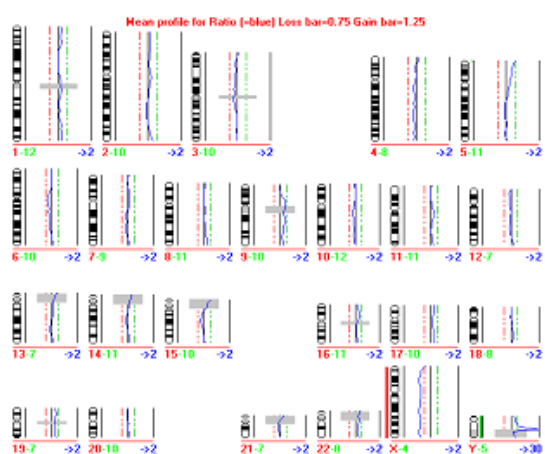 Mean profile for Ratio (=blue) Loss bar=0.75 Gain bar=1.25
1-12 ->2 2-10 ->2 3-10 ->2 4-8 ->2 5-11 ->2
6-10 ->2 7-9 ->2 8-11 ->2 9-10 ->2 10-12 ->2 11-11 ->2 12-7 ->2
13-7 ->2 14-11 ->2 15-10 ->2 16-11 ->2 17-10 ->2 18-8 ->2
19-7 ->2 20-10 ->2 21-7 ->2 22-8 ->2 X-4 ->2 Y-5 ->30